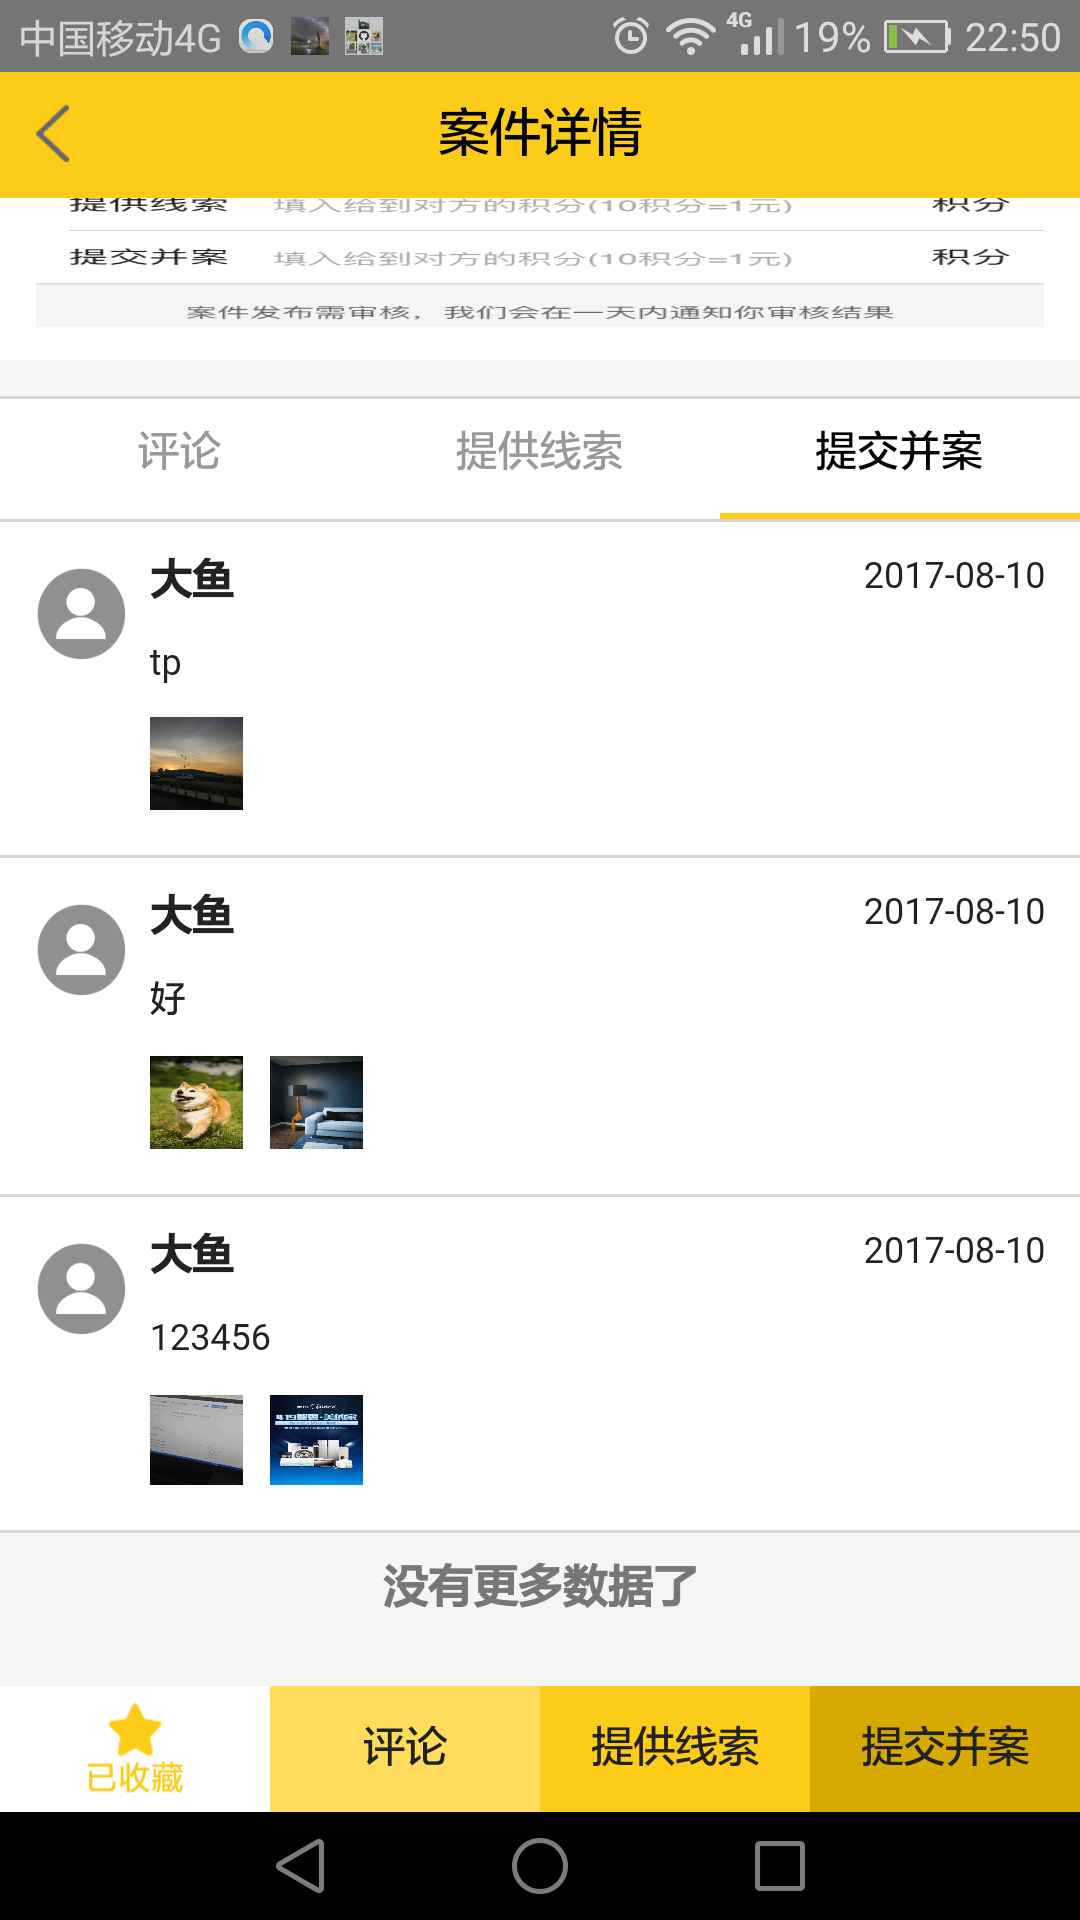 中国移动4G 4G 19% 22:50
案件详情
提供线索 填入给到对方的积分(10积分=1元) 积分
提交并案 填入给到对方的积分(10积分=1元) 积分
案件发布需审核，我们会在一天内通知你审核结果
评论 提供线索 提交并案
大鱼 2017-08-10
tp
大鱼 2017-08-10
好
大鱼 2017-08-10
123456
没有更多数据了
已收藏 评论 提供线索 提交并案